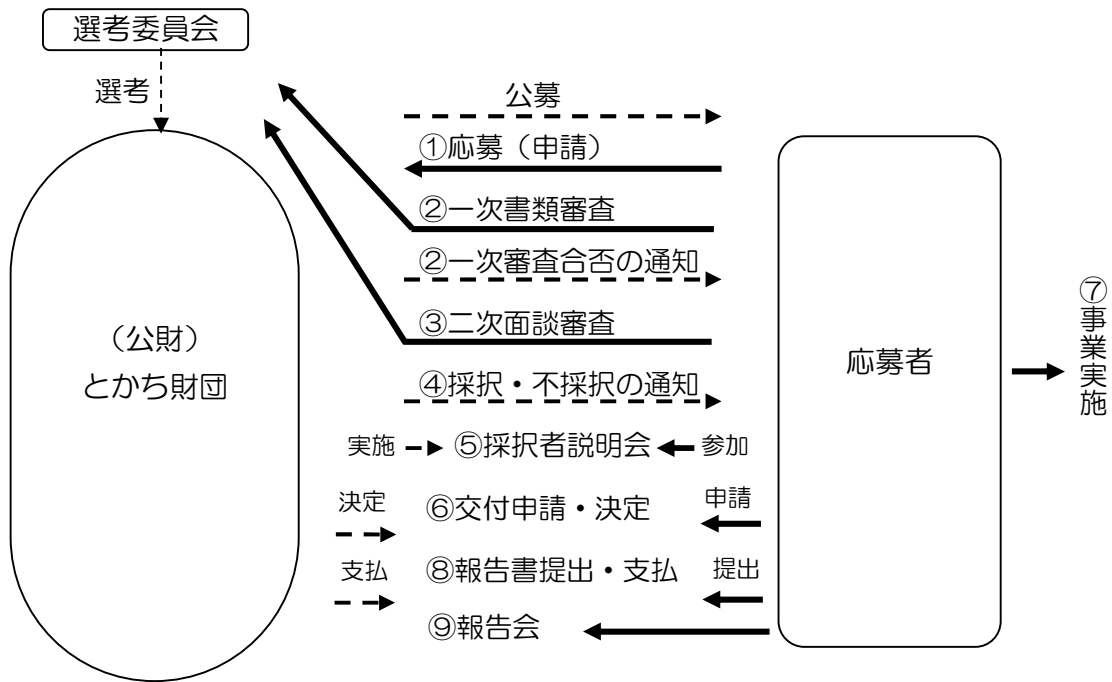 選考委員会
選考
公募
①応募（申請）
②一次書類審査
②一次審査合否の通知
③二次面談審査
④採択・不採択の通知
実施 ⑤採択者説明会 参加
決定 ⑥交付申請・決定 申請
支払 ⑧報告書提出・支払 提出
⑨報告会
（公財）
とかち財団
応募者
⑦事業実施